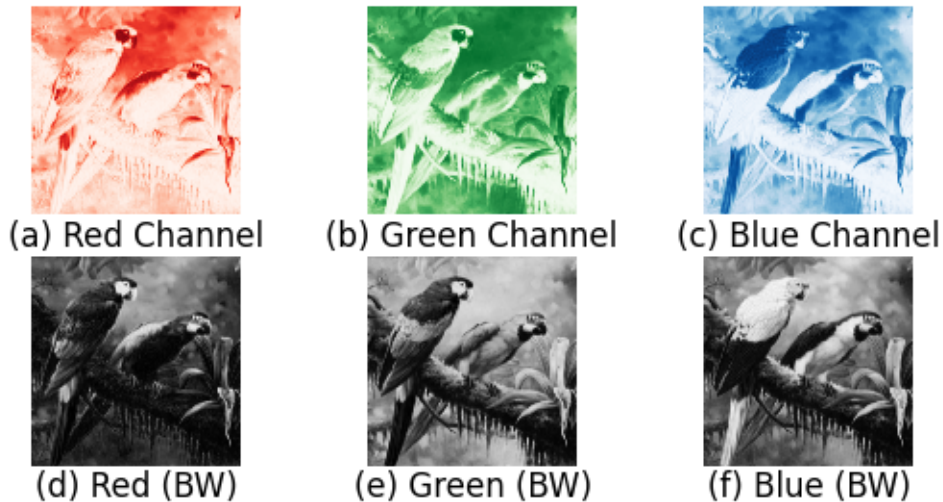 (a) Red Channel
(b) Green Channel
(c) Blue Channel
(d) Red (BW)
(e) Green (BW)
(f) Blue (BW)